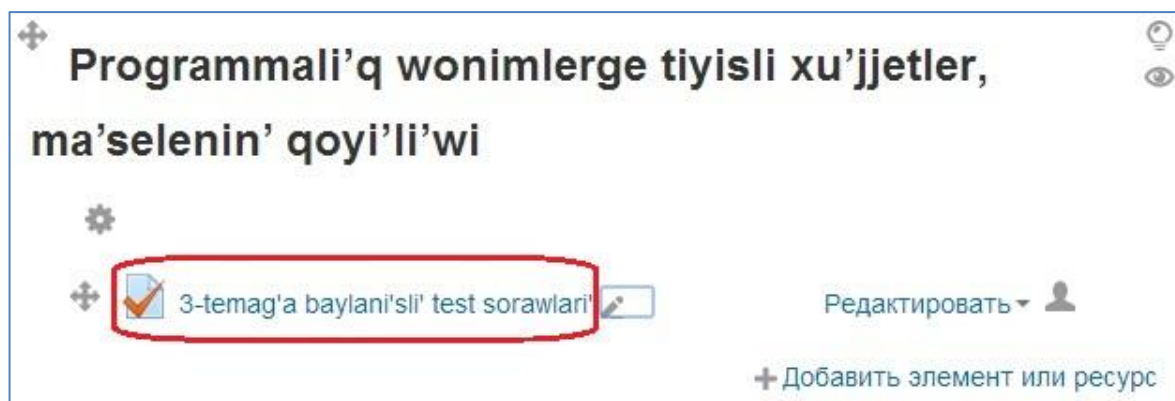 Programmali’q wonimlerge tiyisli xu’jjetler,
ma’selenin’ qoyi’li’wi
3-temag'a baylani'sli' test sorawlari'
Редактировать
Добавить элемент или ресурс